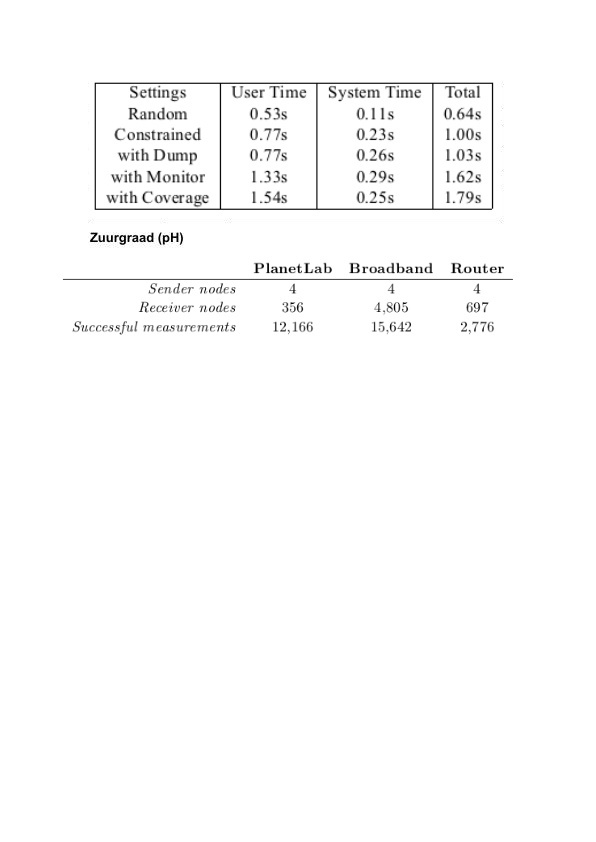 Settings User Time System Time Total
Random 0.53s 0.11s 0.64s
Constrained 0.77s 0.23s 1.00s
with Dump 0.77s 0.26s 1.03s
with Monitor 1.33s 0.29s 1.62s
with Coverage 1.54s 0.25s 1.79s
Zuurgraad (pH)
PlanetLab Broadband Router
Sender nodes 4 4 4
Receiver nodes 356 4,805 697
Successful measurements 12,166 15,642 2,776